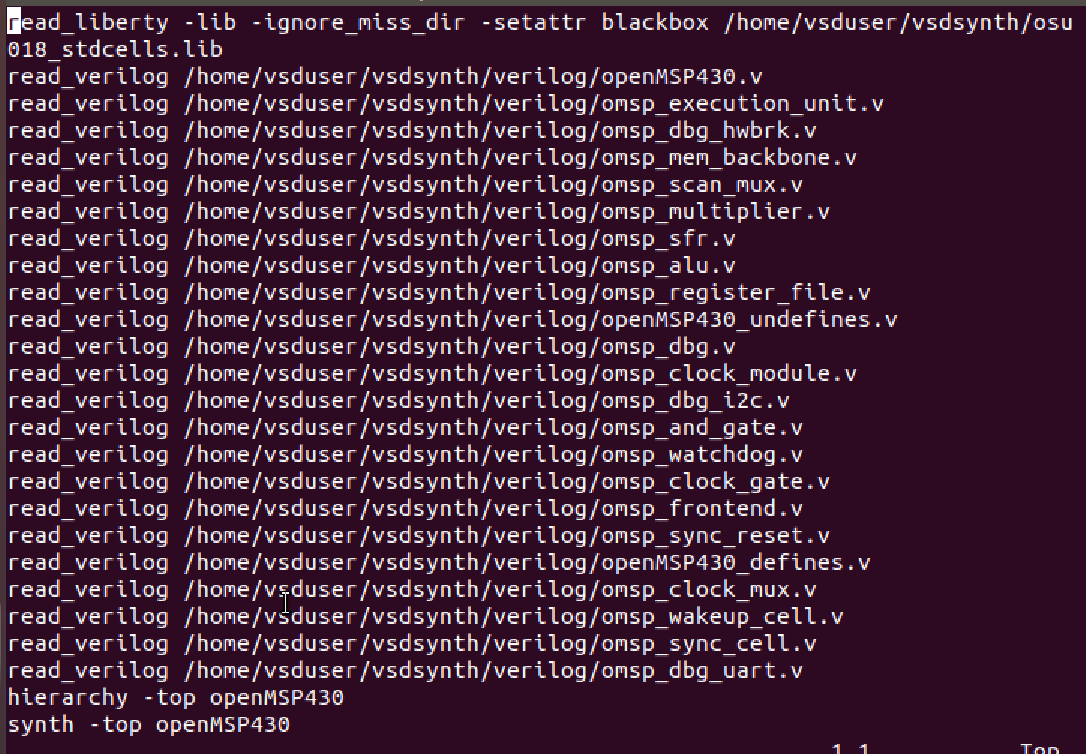 read_liberty -lib -ignore_miss_dir -setattr blackbox /home/vsduser/vsdsynth/osu
018_stdcells.lib
read_verilog /home/vsduser/vsdsynth/verilog/openMSP430.v
read_verilog /home/vsduser/vsdsynth/verilog/omsp_execution_unit.v
read_verilog /home/vsduser/vsdsynth/verilog/omsp_dbg_hwbrk.v
read_verilog /home/vsduser/vsdsynth/verilog/omsp_mem_backbone.v
read_verilog /home/vsduser/vsdsynth/verilog/omsp_scan_mux.v
read_verilog /home/vsduser/vsdsynth/verilog/omsp_multiplier.v
read_verilog /home/vsduser/vsdsynth/verilog/omsp_sfr.v
read_verilog /home/vsduser/vsdsynth/verilog/omsp_alu.v
read_verilog /home/vsduser/vsdsynth/verilog/omsp_register_file.v
read_verilog /home/vsduser/vsdsynth/verilog/openMSP430_undefines.v
read_verilog /home/vsduser/vsdsynth/verilog/omsp_dbg.v
read_verilog /home/vsduser/vsdsynth/verilog/omsp_clock_module.v
read_verilog /home/vsduser/vsdsynth/verilog/omsp_dbg_i2c.v
read_verilog /home/vsduser/vsdsynth/verilog/omsp_and_gate.v
read_verilog /home/vsduser/vsdsynth/verilog/omsp_watchdog.v
read_verilog /home/vsduser/vsdsynth/verilog/omsp_clock_gate.v
read_verilog /home/vsduser/vsdsynth/verilog/omsp_frontend.v
read_verilog /home/vsduser/vsdsynth/verilog/omsp_sync_reset.v
read_verilog /home/vsduser/vsdsynth/verilog/openMSP430_defines.v
read_verilog /home/vsduser/vsdsynth/verilog/omsp_clock_mux.v
read_verilog /home/vsduser/vsdsynth/verilog/omsp_wakeup_cell.v
read_verilog /home/vsduser/vsdsynth/verilog/omsp_sync_cell.v
read_verilog /home/vsduser/vsdsynth/verilog/omsp_dbg_uart.v
hierarchy -top openMSP430
synth -top openMSP430
1,1 Top